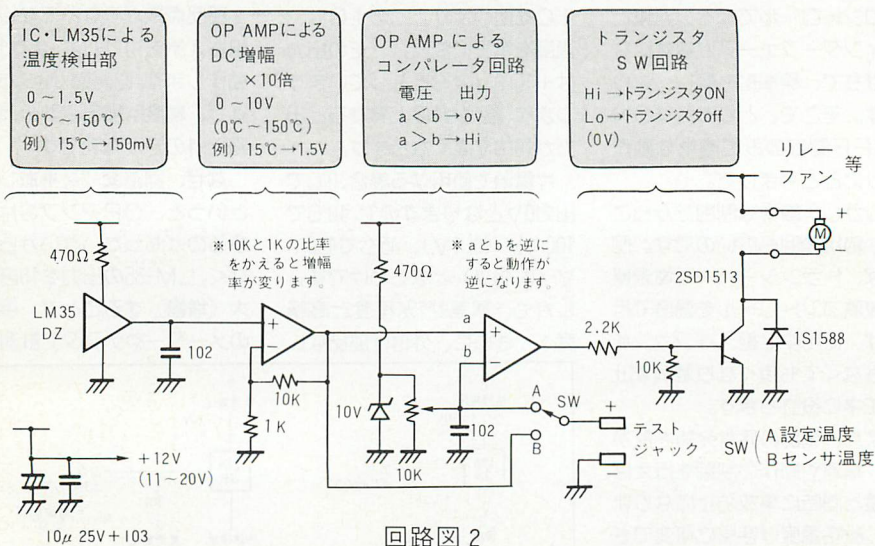 IC・LM35による
温度検出部
0～1.5V
(0℃～150℃)
例) 15℃→150mV
OP AMPによる
DC増幅
×10倍
0～10V
(0℃～150℃)
例) 15℃→1.5V
OP AMP による
コンパレータ回路
電圧 出力
a＜b→ov
a＞b→Hi
トランジスタ
SW回路
Hi→トランジスタON
Lo→トランジスタoff
(0V)
リレー 等
ファン
470Ω
LM35
DZ
102
※10Kと1Kの比率
をかえると増幅
率が変ります。
+
−
10K
1K
470Ω
10V
10K
※aとbを逆に
すると動作が
逆になります。
a
b
+
−
102
2.2K
10K
2SD1513
+
M
−
1S1588
A
B
SW
+
テスト
ジャック
−
SW
A設定温度
Bセンサ温度
+12V
(11～20V)
10μ 25V+103
回路図2